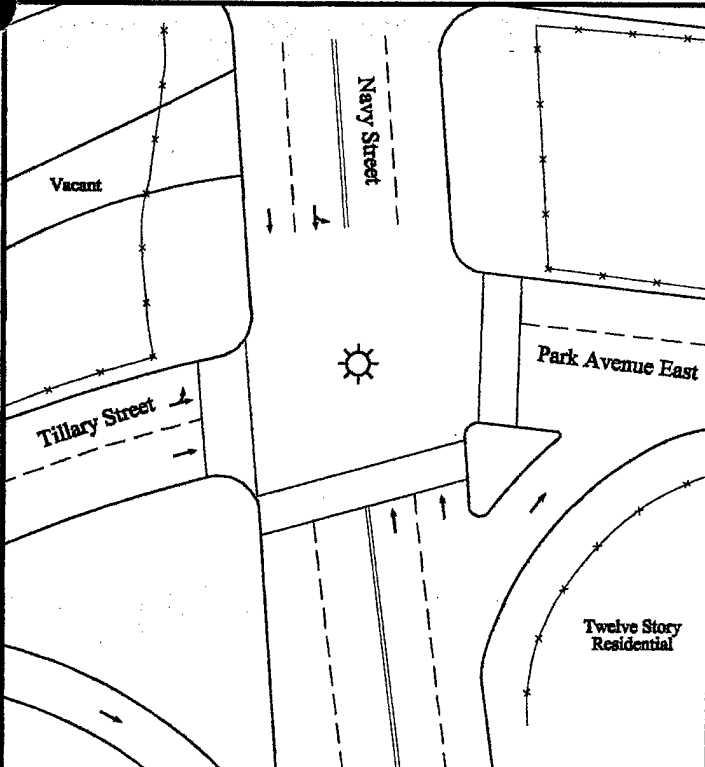 Navy Street
Vacant
Park Avenue East
Tillary Street
Twelve Story
Residential